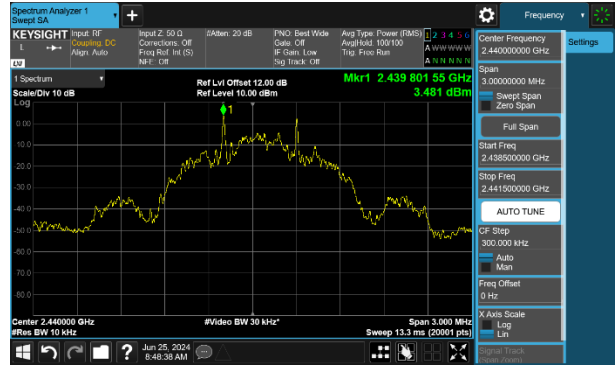 Spectrum Analyzer 1
Swept SA
+
Frequency
KEYSIGHT
Input: RF
Coupling: DC
Align: Auto
Input Z: 50 Ω
Corrections: Off
Freq Ref: Int (S)
NFE: Off
#Atten: 20 dB
PNO: Best Wide
Gate: Off
IF Gain: Low
Sig Track: Off
Avg Type: Power (RMS)
Avg|Hold: 100/100
Trig: Free Run
1 2 3 4 5 6
A W W W W W
A N N N N N
L
LXI
1 Spectrum
Scale/Div 10 dB
Ref Lvl Offset 12.00 dB
Ref Level 10.00 dBm
Mkr1 2.439 801 55 GHz
3.481 dBm
Log
1
0.00
-10.0
-20.0
-30.0
-40.0
-50.0
-60.0
-70.0
-80.0
Center 2.440000 GHz
#Res BW 10 kHz
#Video BW 30 kHz*
Span 3.000 MHz
Sweep 13.3 ms (20001 pts)
?
Jun 25, 2024
8:48:38 AM
Center Frequency
2.440000000 GHz
Settings
Span
3.00000000 MHz
Swept Span
Zero Span
Full Span
Start Freq
2.438500000 GHz
Stop Freq
2.441500000 GHz
AUTO TUNE
CF Step
300.000 kHz
Auto
Man
Freq Offset
0 Hz
X Axis Scale
Log
Lin
Signal Track
(Span Zoom)